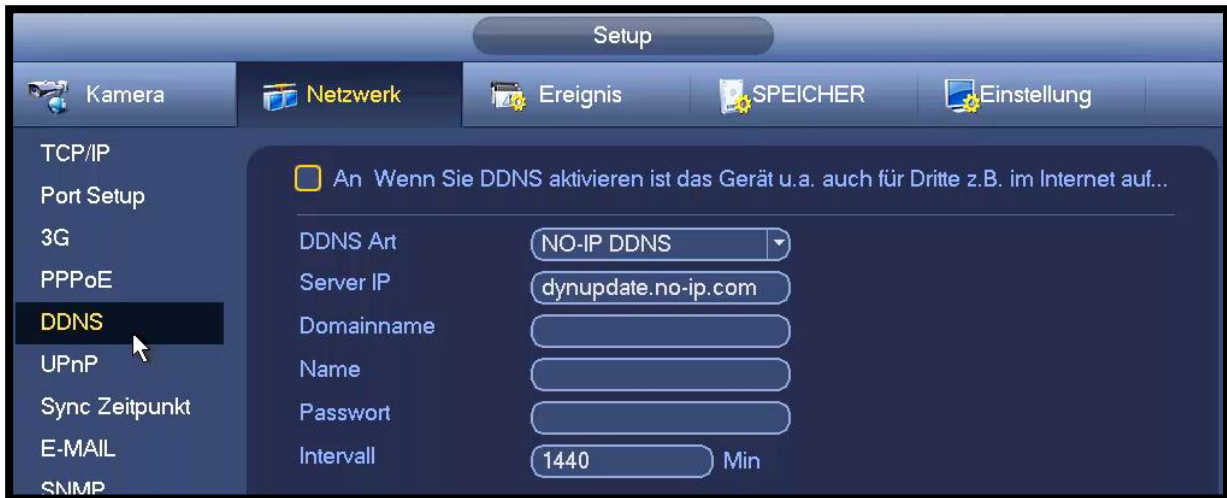 Setup
Kamera
Netzwerk
Ereignis
SPEICHER
Einstellung
TCP/IP
Port Setup
3G
PPPoE
DDNS
UPnP
Sync Zeitpunkt
E-MAIL
SNMP
An Wenn Sie DDNS aktivieren ist das Gerät u.a. auch für Dritte z.B. im Internet auf...
DDNS Art NO-IP DDNS
Server IP dynupdate.no-ip.com
Domainname
Name
Passwort
Intervall 1440 Min